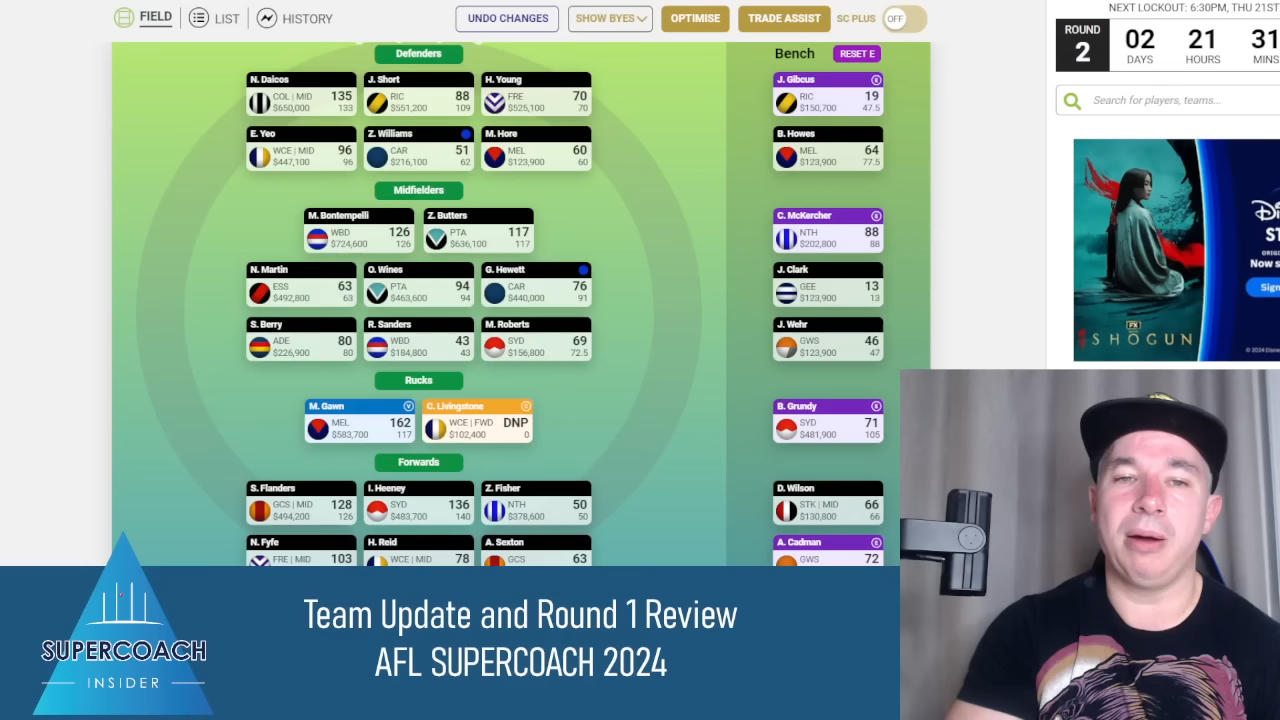 FIELD LIST HISTORY UNDO CHANGES SHOW BYES OPTIMISE TRADE ASSIST SC PLUS OFF
NEXT LOCKOUT: 6:30PM, THU 21ST
ROUND 2
02 DAYS
21 HOURS
31 MINS
Search for players, teams...
Defenders
Bench RESET E
N. Daicos
COL | MID 135
$650,000 133
J. Short
RIC 88
$551,200 109
H. Young
FRE 70
$525,100 70
J. Gibcus E
RIC 19
$150,700 47.5
E. Yeo
WCE | MID 96
$447,100 96
Z. Williams
CAR 51
$216,100 62
M. Hore
MEL 60
$123,900 60
B. Howes
MEL 64
$123,900 77.5
Midfielders
M. Bontempelli
WBD 126
$724,600 126
Z. Butters
PTA 117
$636,100 117
C. McKercher E
NTH 88
$202,800 88
N. Martin
ESS 63
$492,800 63
O. Wines
PTA 94
$463,600 94
G. Hewett
CAR 76
$440,000 91
J. Clark
GEE 13
$123,900 13
S. Berry
ADE 80
$226,900 80
R. Sanders
WBD 43
$184,800 43
M. Roberts
SYD 69
$156,800 72.5
J. Wehr
GWS 46
$123,900 47
Rucks
M. Gawn V
MEL 162
$583,700 117
C. Livingstone C
WCE | FWD DNP
$102,400 0
B. Grundy E
SYD 71
$481,900 105
Forwards
S. Flanders
GCS | MID 128
$494,200 126
I. Heeney
SYD 136
$483,700 140
Z. Fisher
NTH 50
$378,600 50
D. Wilson
STK | MID 66
$130,800 66
N. Fyfe
FRE | MID 103
H. Reid
WCE | MID 78
A. Sexton
GCS 63
A. Cadman E
GWS 72
FX
SHŌGUN
Now s
Sign
SUPERCOACH
INSIDER
Team Update and Round 1 Review
AFL SUPERCOACH 2024